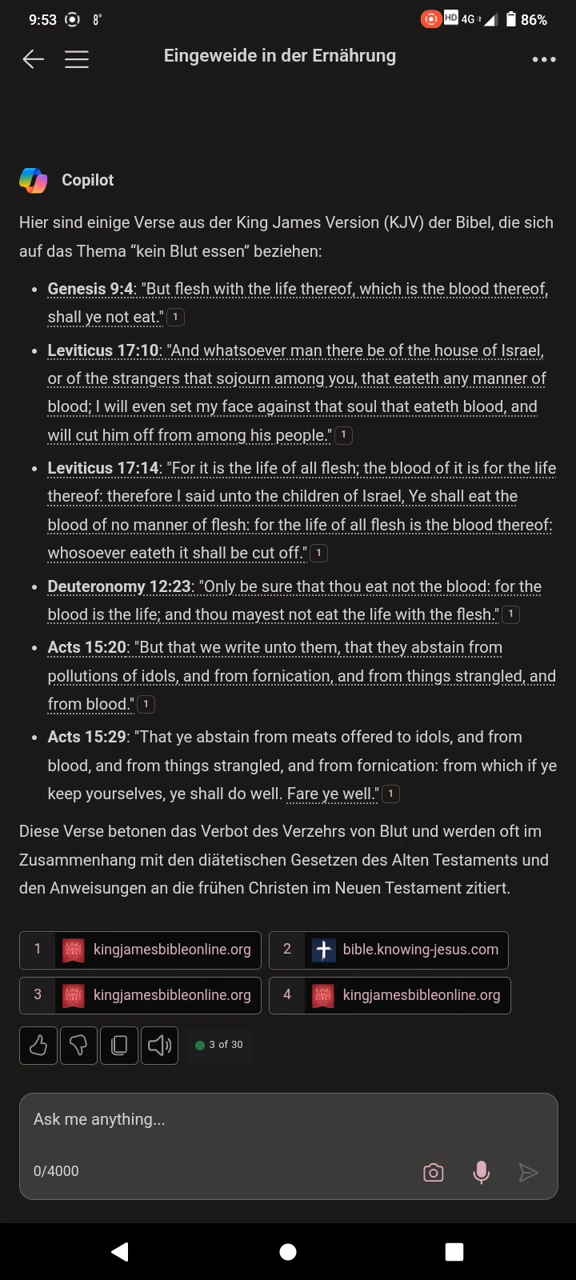 9:53 8° HD 4G 86%
Eingeweide in der Ernährung
Copilot
Hier sind einige Verse aus der King James Version (KJV) der Bibel, die sich
auf das Thema “kein Blut essen” beziehen:
• Genesis 9:4: "But flesh with the life thereof, which is the blood thereof,
shall ye not eat." 1
• Leviticus 17:10: "And whatsoever man there be of the house of Israel,
or of the strangers that sojourn among you, that eateth any manner of
blood; I will even set my face against that soul that eateth blood, and
will cut him off from among his people." 1
• Leviticus 17:14: "For it is the life of all flesh; the blood of it is for the life
thereof: therefore I said unto the children of Israel, Ye shall eat the
blood of no manner of flesh: for the life of all flesh is the blood thereof:
whosoever eateth it shall be cut off." 1
• Deuteronomy 12:23: "Only be sure that thou eat not the blood: for the
blood is the life; and thou mayest not eat the life with the flesh." 1
• Acts 15:20: "But that we write unto them, that they abstain from
pollutions of idols, and from fornication, and from things strangled, and
from blood." 1
• Acts 15:29: "That ye abstain from meats offered to idols, and from
blood, and from things strangled, and from fornication: from which if ye
keep yourselves, ye shall do well. Fare ye well." 1
Diese Verse betonen das Verbot des Verzehrs von Blut und werden oft im
Zusammenhang mit den diätetischen Gesetzen des Alten Testaments und
den Anweisungen an die frühen Christen im Neuen Testament zitiert.
1 kingjamesbibleonline.org 2 bible.knowing-jesus.com
3 kingjamesbibleonline.org 4 kingjamesbibleonline.org
3 of 30
Ask me anything...
0/4000